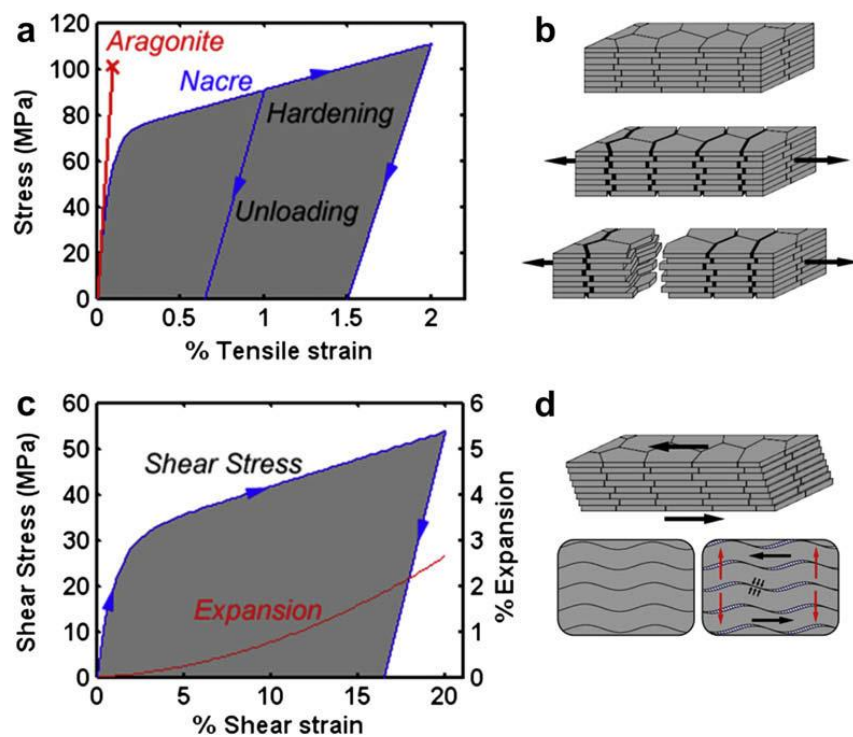 a
120
100
80
60
40
20
0
Stress (MPa)
Aragonite
Nacre
Hardening
Unloading
0 0.5 1 1.5 2
% Tensile strain
b
c
60
50
40
30
20
10
0
Shear Stress (MPa)
Shear Stress
Expansion
6
5
4
3
2
1
0
%Expansion
0 5 10 15 20
% Shear strain
d